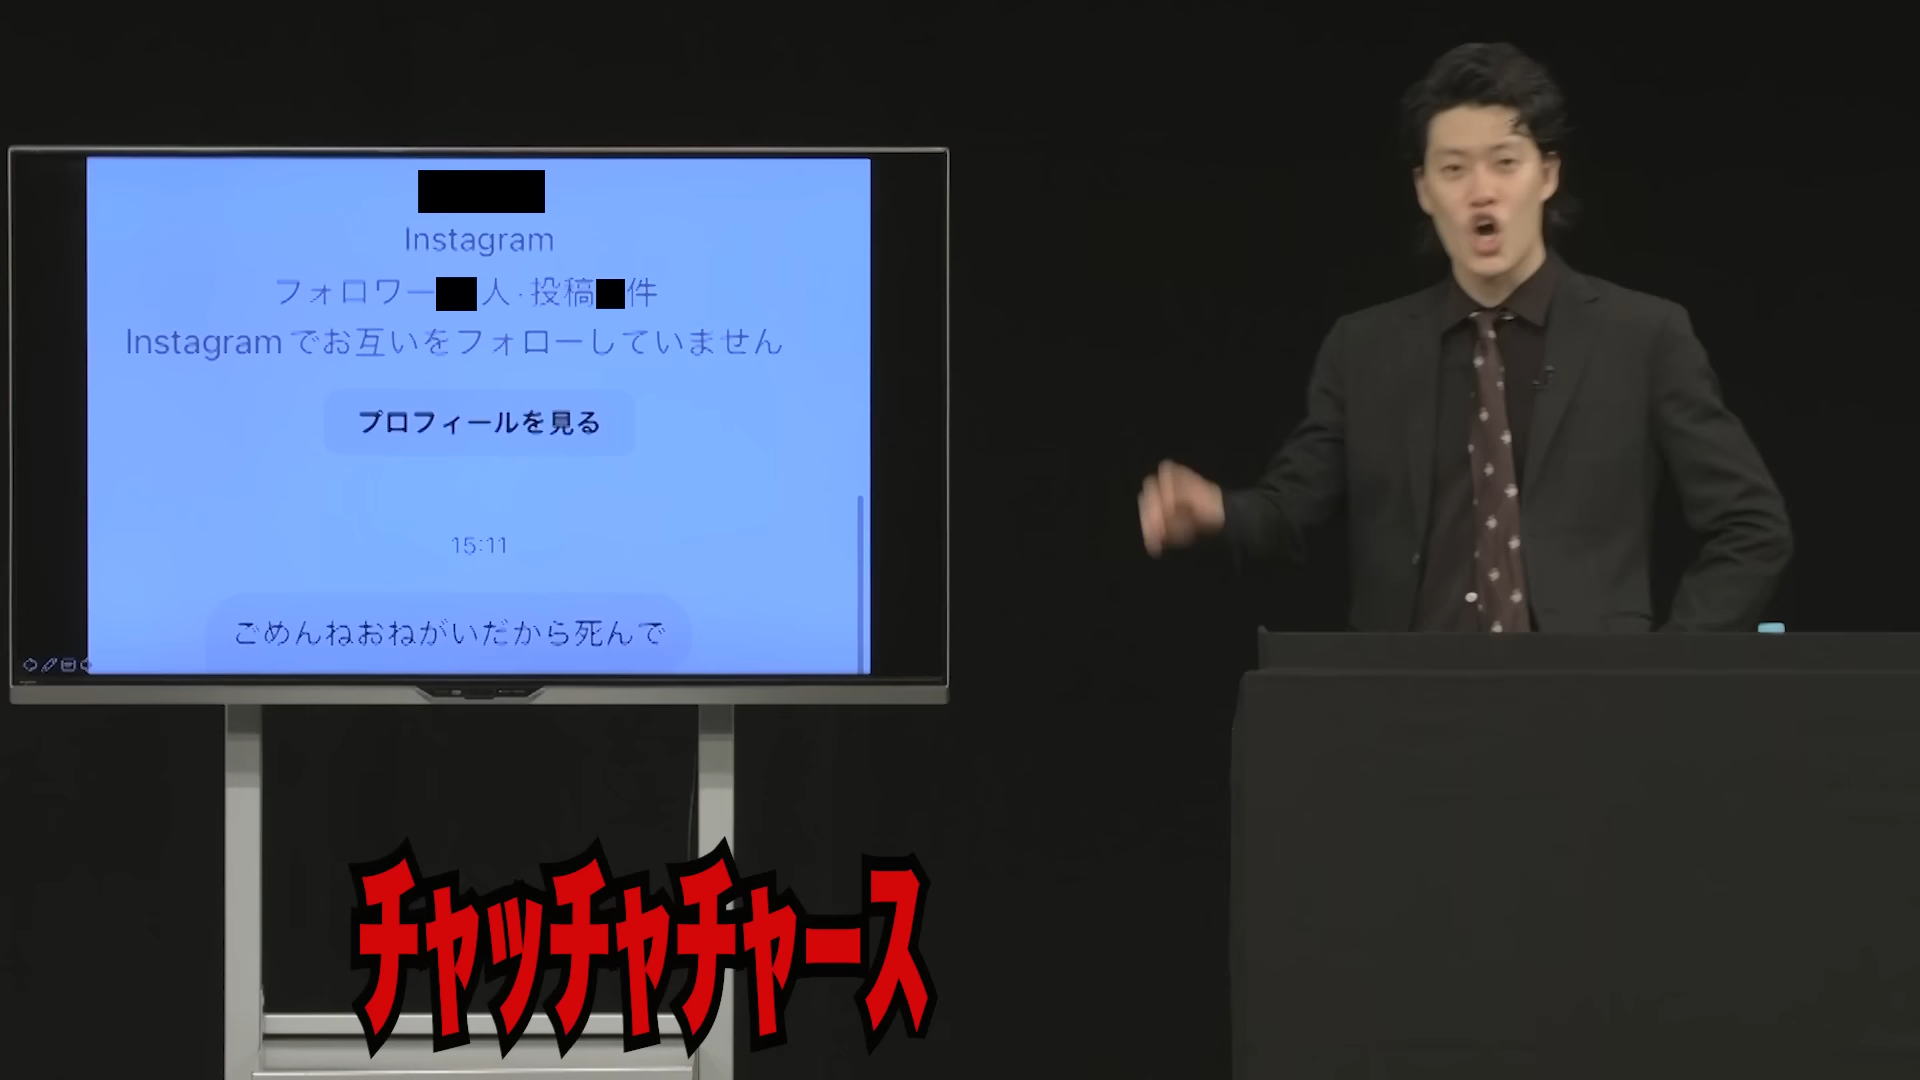 Instagram
フォロワー 人・投稿 件
Instagramでお互いをフォローしていません
プロフィールを見る
15:11
ごめんねおねがいだから死んで
チャッチャチャース